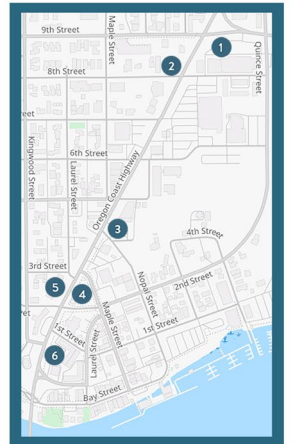 9th Street
Maple Street
1
2
Quince Street
8th Street
eet
Kingwood Street
6th Street
Laurel Street
Oregon Coast Highway
3
4th Street
3rd Street
2nd Street
5
4
Nopal Street
Maple Street
et
1st Street
1st Street
Laurel Street
6
Bay Street